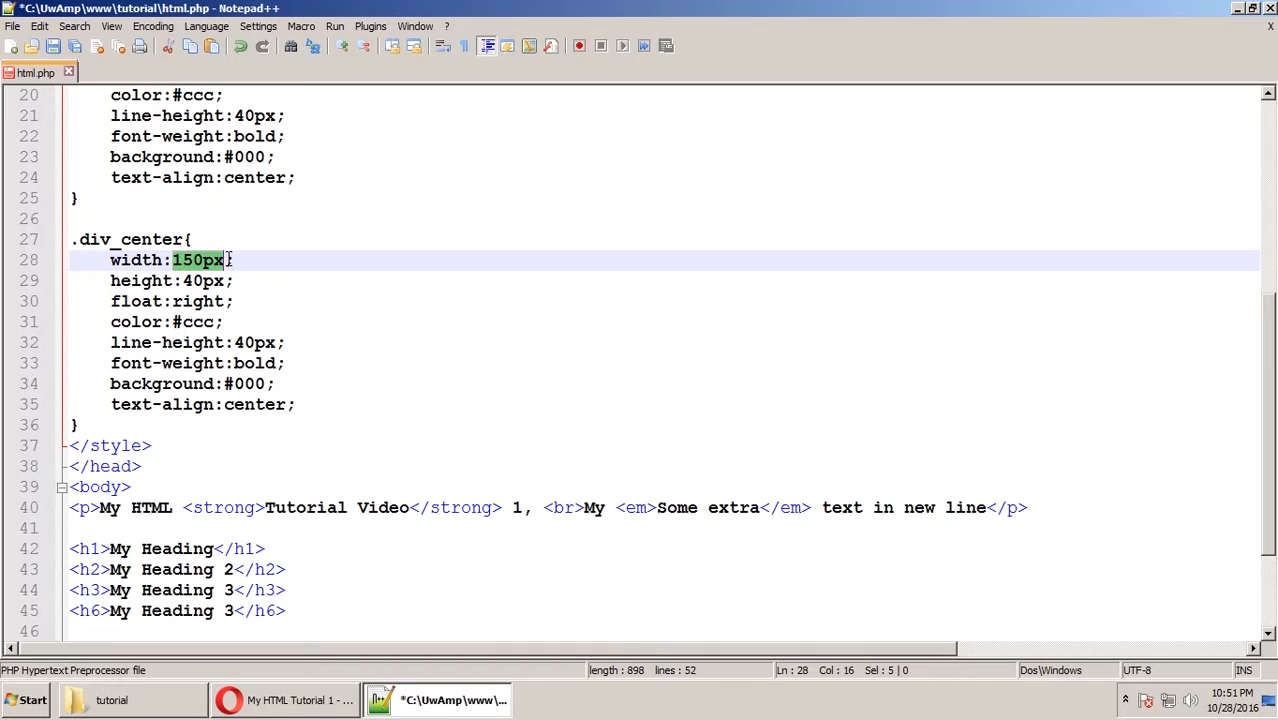 *C:\UwAmp\www\tutorial\html.php - Notepad++
File Edit Search View Encoding Language Settings Macro Run Plugins Window ? X
html.php
20 color:#ccc;
21 line-height:40px;
22 font-weight:bold;
23 background:#000;
24 text-align:center;
25 }
26
27 .div_center{
28 width:150px;
29 height:40px;
30 float:right;
31 color:#ccc;
32 line-height:40px;
33 font-weight:bold;
34 background:#000;
35 text-align:center;
36 }
37 </style>
38 </head>
39 <body>
40 <p>My HTML <strong>Tutorial Video</strong> 1, <br>My <em>Some extra</em> text in new line</p>
41
42 <h1>My Heading</h1>
43 <h2>My Heading 2</h2>
44 <h3>My Heading 3</h3>
45 <h6>My Heading 3</h6>
46
PHP Hypertext Preprocessor file length : 898 lines : 52 Ln : 28 Col : 16 Sel : 5 | 0 Dos\Windows UTF-8 INS
Start tutorial My HTML Tutorial 1 - ... *C:\UwAmp\www\... 10:51 PM
10/28/2016